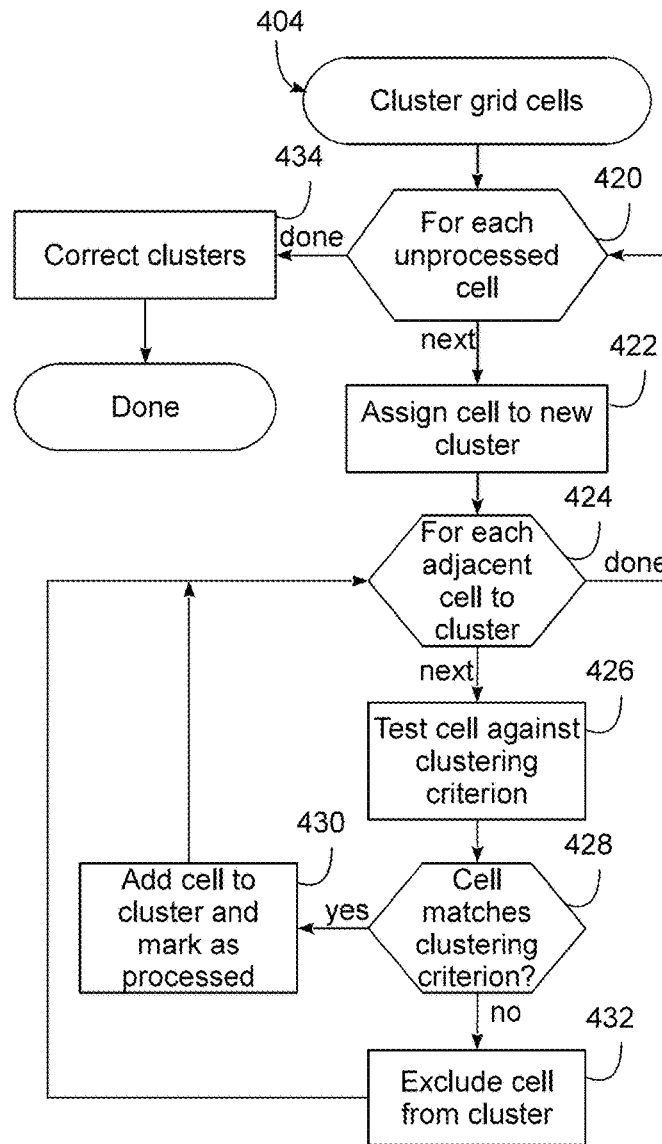 404
Cluster grid cells
434
420
Correct clusters
done
For each
unprocessed
cell
next
422
Done
Assign cell to new
cluster
424
For each
adjacent
cell to
cluster
done
next
426
Test cell against
clustering
criterion
430
428
Add cell to
cluster and
mark as
processed
yes
Cell
matches
clustering
criterion?
no
432
Exclude cell
from cluster